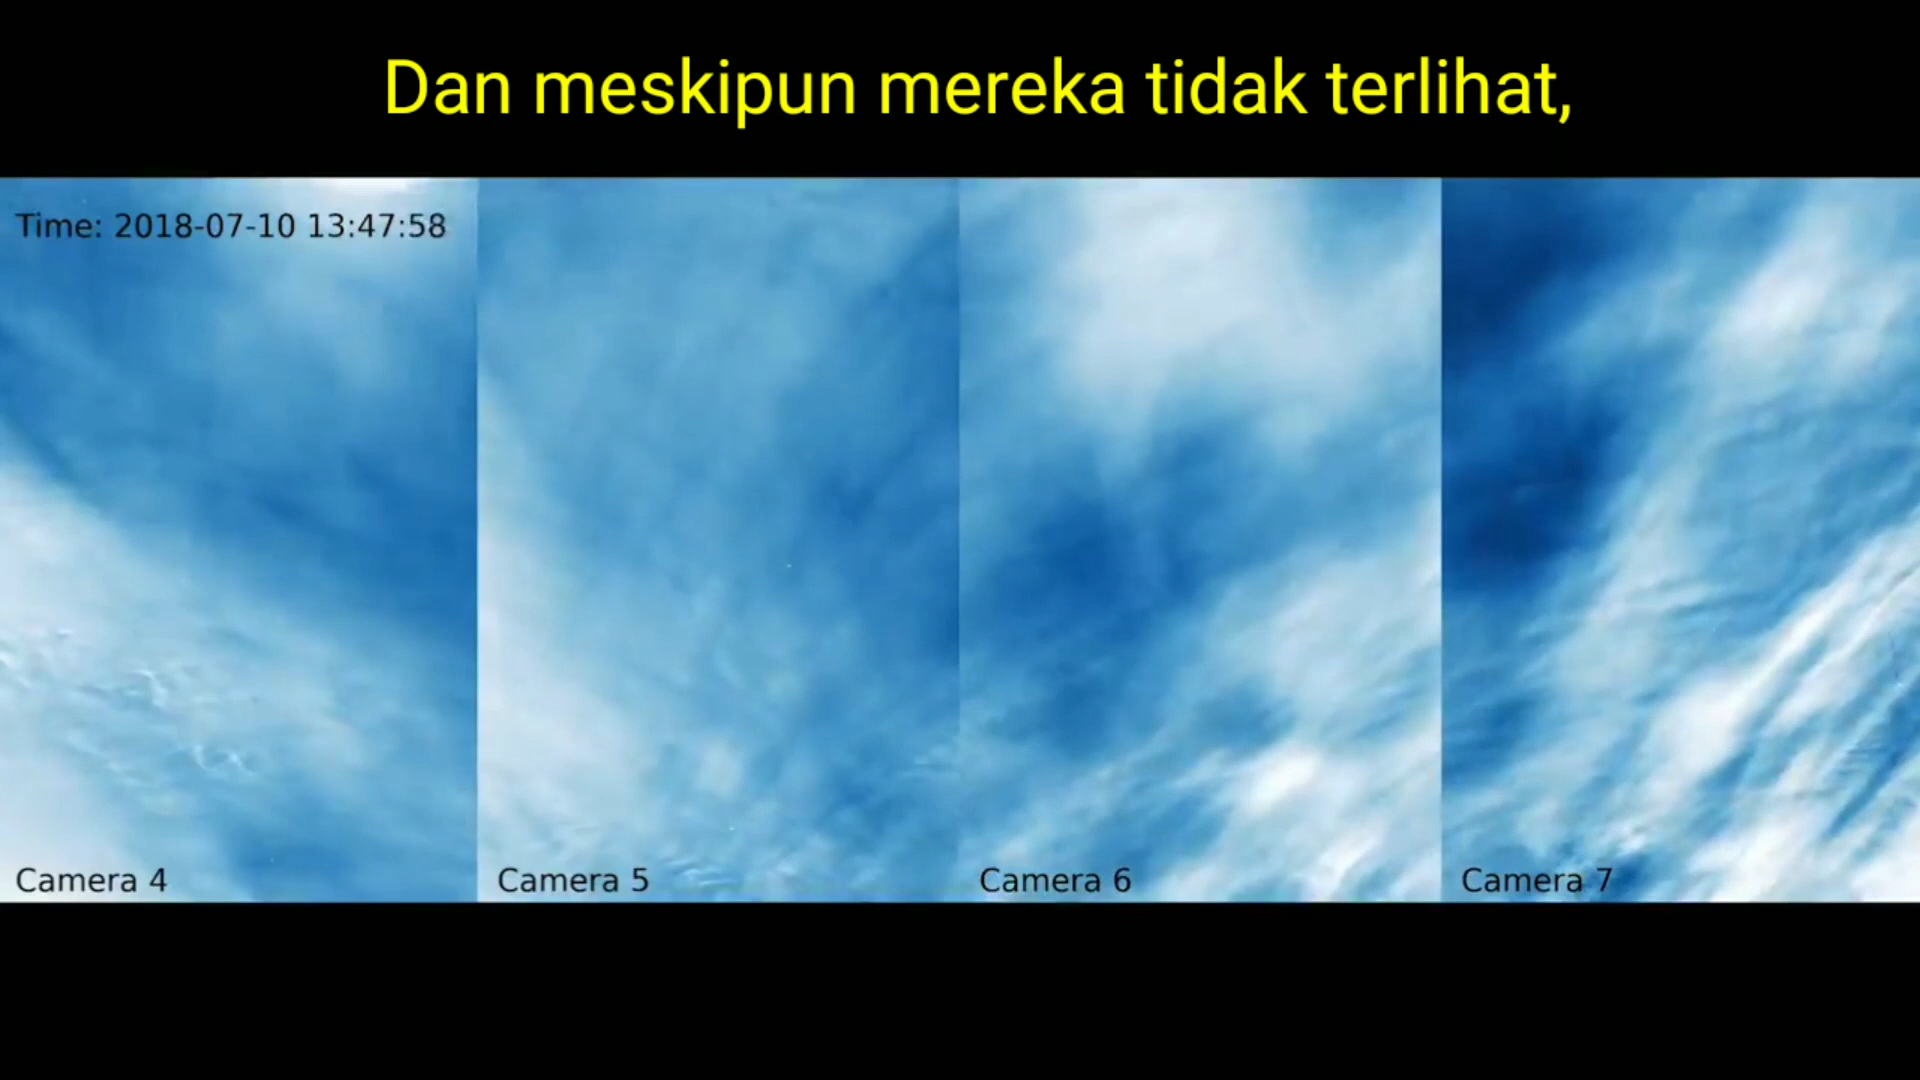 Dan meskipun mereka tidak terlihat,
Time: 2018-07-10 13:47:58
Camera 4
Camera 5
Camera 6
Camera 7